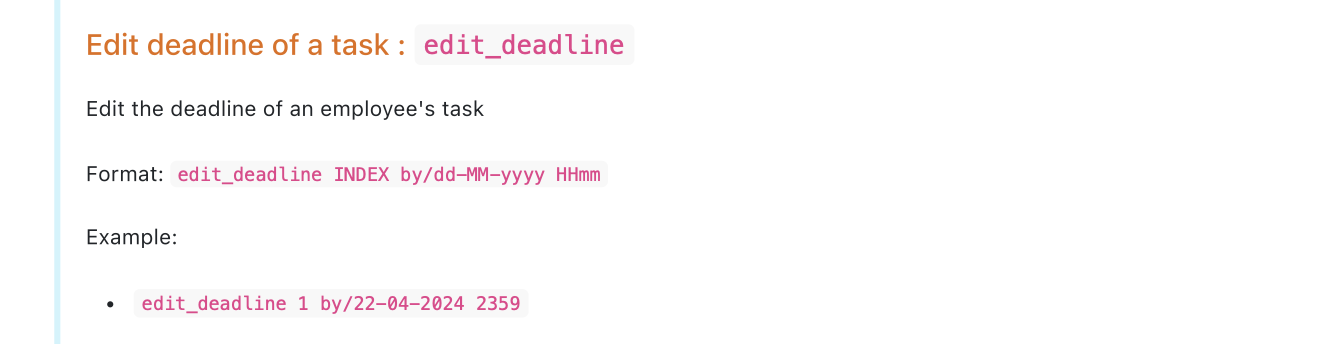 Edit deadline of a task : edit_deadline
Edit the deadline of an employee's task
Format: edit_deadline INDEX by/dd-MM-yyyy HHmm
Example:
• edit_deadline 1 by/22-04-2024 2359